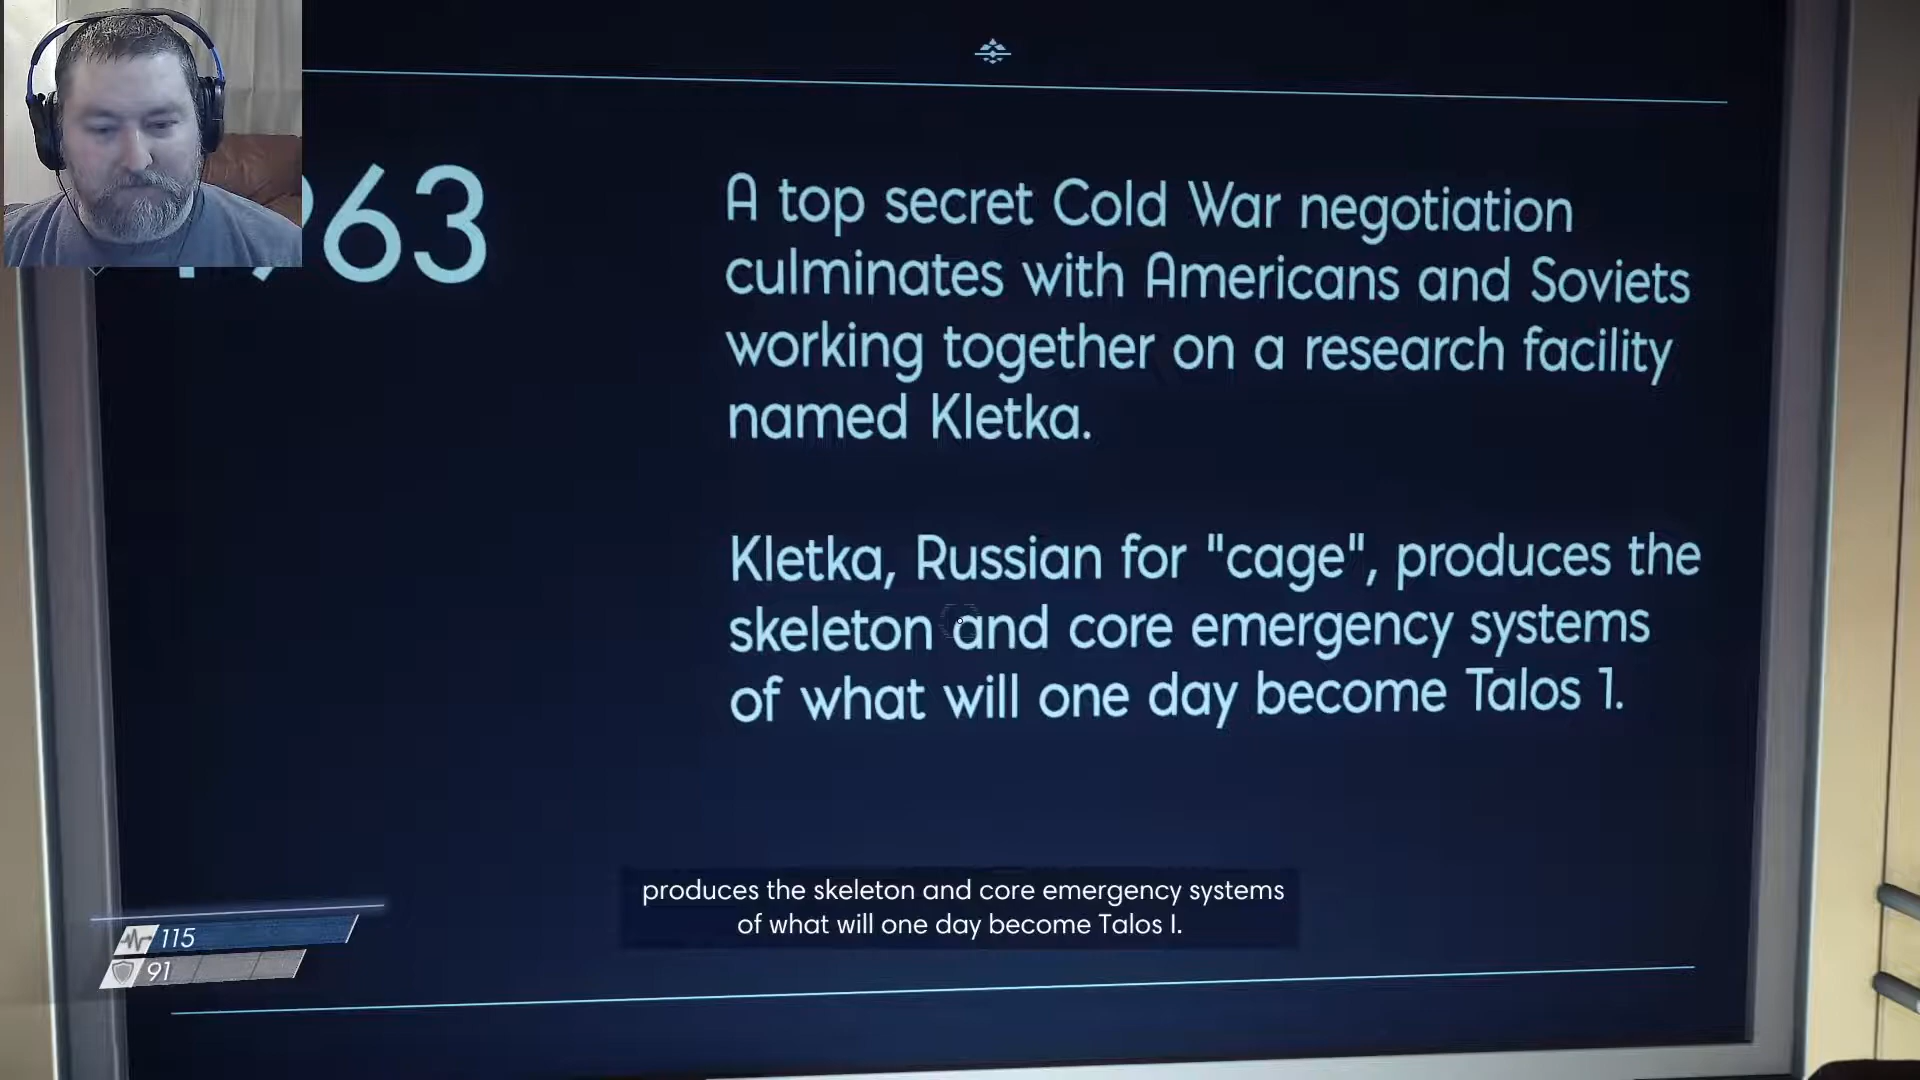 1963
A top secret Cold War negotiation
culminates with Americans and Soviets
working together on a research facility
named Kletka.
Kletka, Russian for "cage", produces the
skeleton and core emergency systems
of what will one day become Talos 1.
produces the skeleton and core emergency systems
of what will one day become Talos I.
115
91